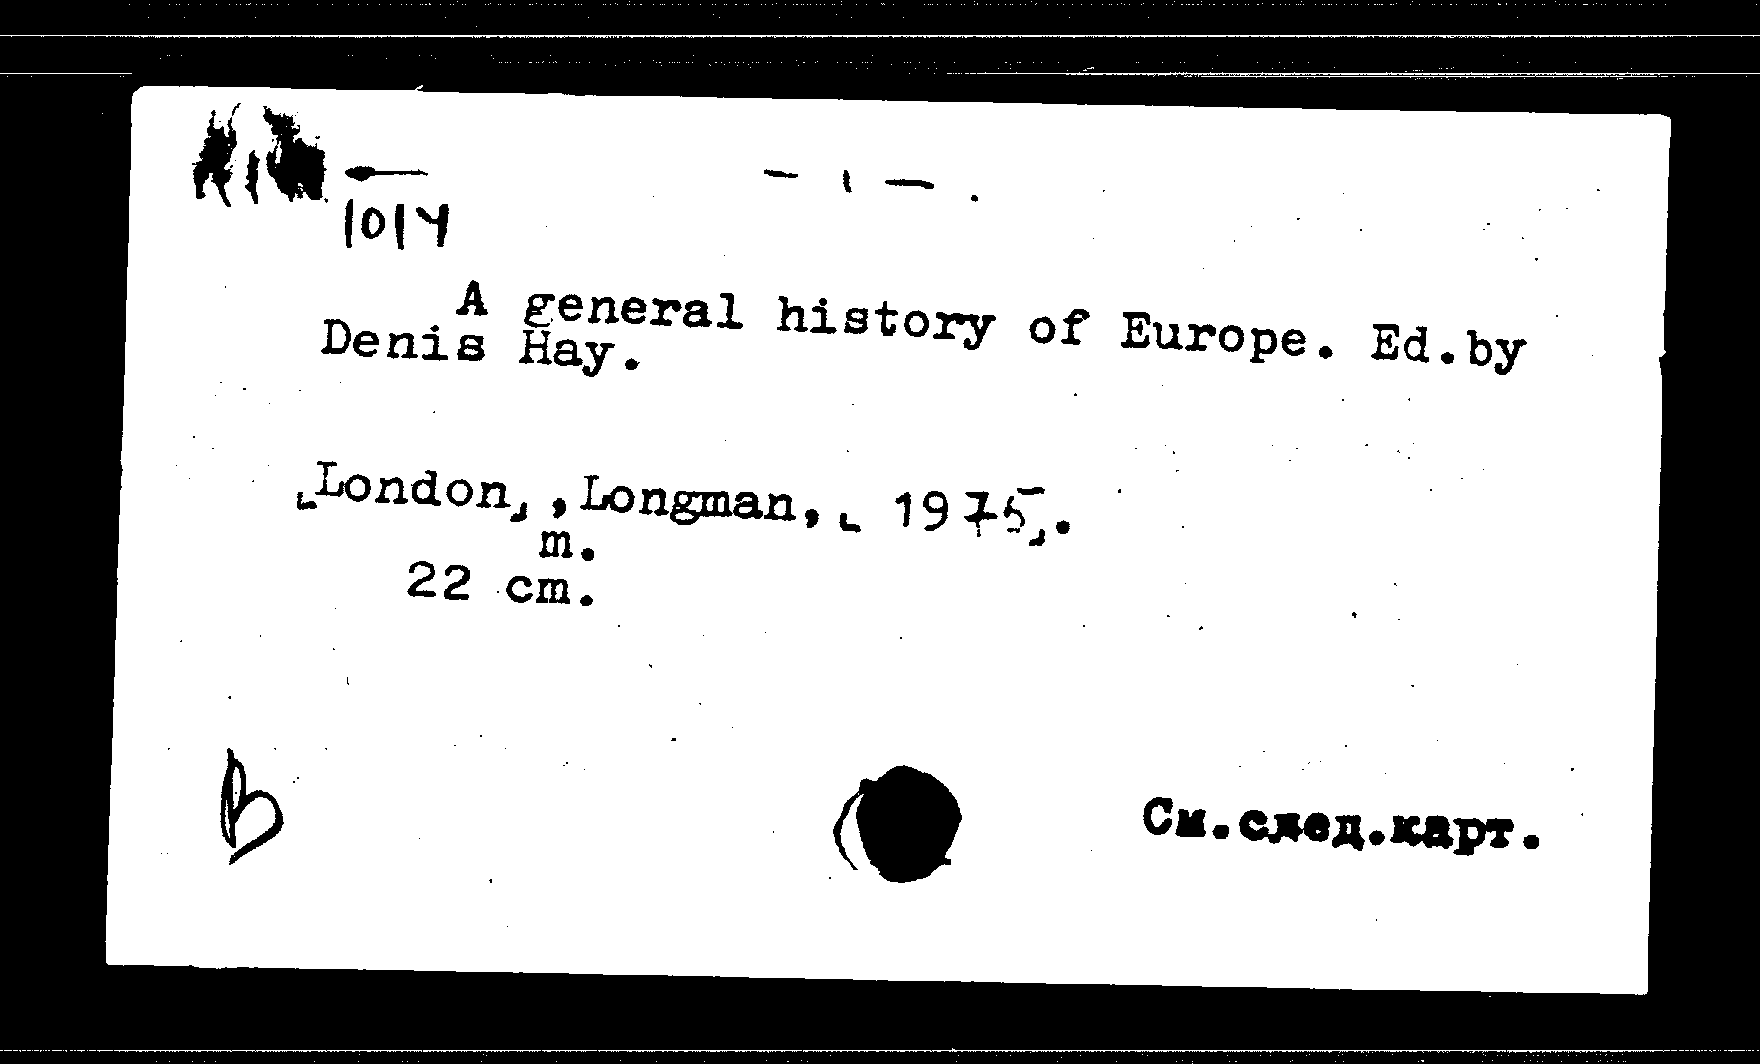 1014
A general history of Europe. Ed.by
Denis Hay.
[London], Longman, [1975].
m.
22 cm.
В
См.след.карт.